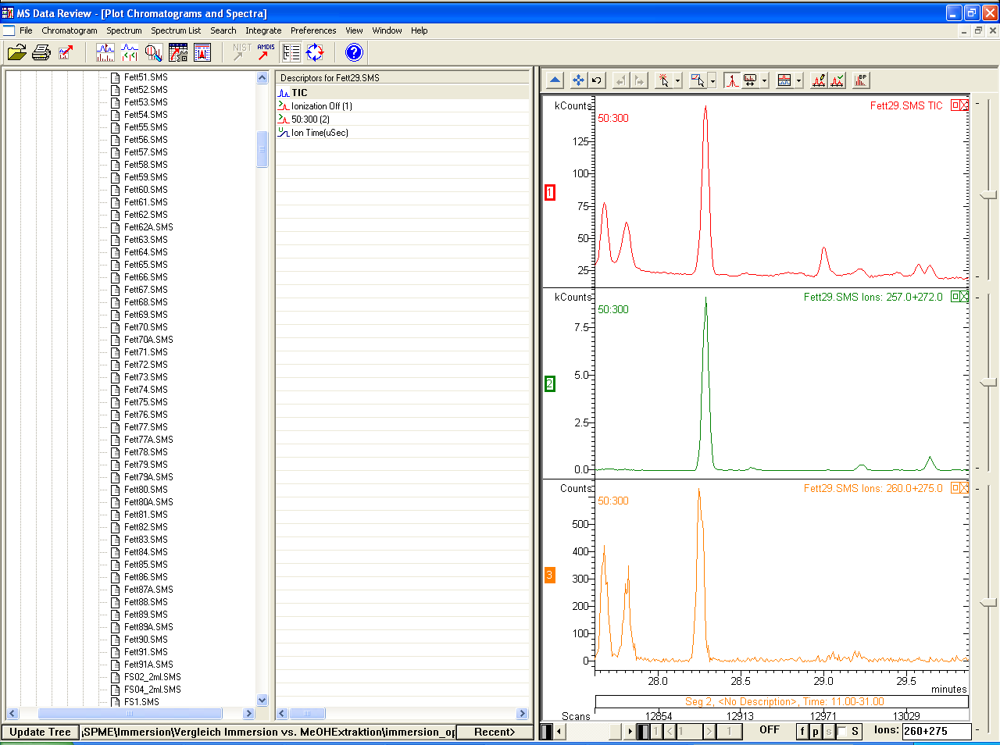 MS Data Review - [Plot Chromatograms and Spectra]
File Chromatogram Spectrum Spectrum List Search Integrate Preferences View Window Help
NIST AMDIS
Fett51.SMS
Fett52.SMS
Fett53.SMS
Fett54.SMS
Fett55.SMS
Fett56.SMS
Fett57.SMS
Fett58.SMS
Fett59.SMS
Fett60.SMS
Fett61.SMS
Fett62.SMS
Fett62A.SMS
Fett63.SMS
Fett64.SMS
Fett65.SMS
Fett66.SMS
Fett67.SMS
Fett68.SMS
Fett69.SMS
Fett70.SMS
Fett70A.SMS
Fett71.SMS
Fett72.SMS
Fett73.SMS
Fett74.SMS
Fett75.SMS
Fett76.SMS
Fett77.SMS
Fett77A.SMS
Fett78.SMS
Fett79.SMS
Fett79A.SMS
Fett80.SMS
Fett80A.SMS
Fett81.SMS
Fett82.SMS
Fett83.SMS
Fett84.SMS
Fett85.SMS
Fett86.SMS
Fett87A.SMS
Fett88.SMS
Fett89.SMS
Fett89A.SMS
Fett90.SMS
Fett91.SMS
Fett91A.SMS
FS02_2ml.SMS
FS04_2ml.SMS
FS1.SMS
Update Tree
.SPME\Immersion\Vergleich Immersion vs. MeOHExtraktion\immersion_op
Recent>
Descriptors for Fett29.SMS
TIC
Ionization Off (1)
50:300 (2)
Ion Time(uSec)
BP
kCounts
Fett29.SMS TIC
50:300
125
100
75
50
25
1
kCounts
Fett29.SMS Ions: 257.0+272.0
50:300
7.5
5.0
2.5
0.0
2
Counts
Fett29.SMS Ions: 260.0+275.0
50:300
500
400
300
200
100
0
3
28.0 28.5 29.0 29.5
minutes
Seg 2, <No Description>, Time: 11.00-31.00
Scans 12854 12913 12971 13029
1 < 1 > 1 OFF f p s S Ions: 260+275